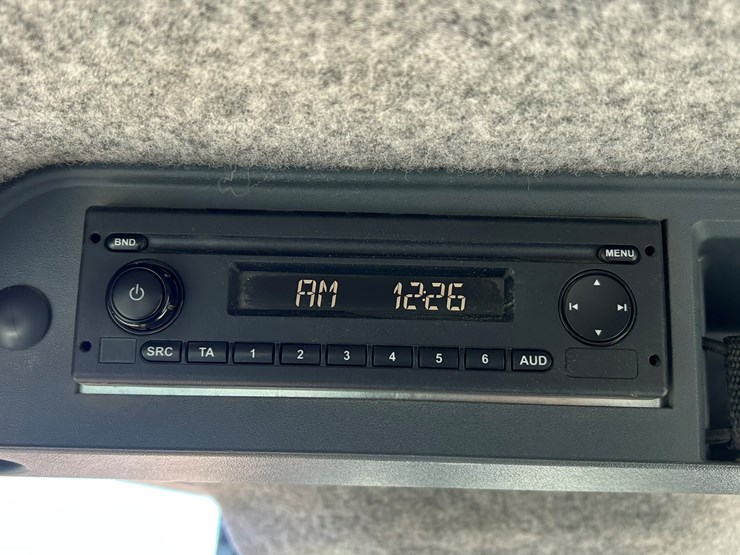 BND
MENU
AM 12:26
SRC TA 1 2 3 4 5 6 AUD